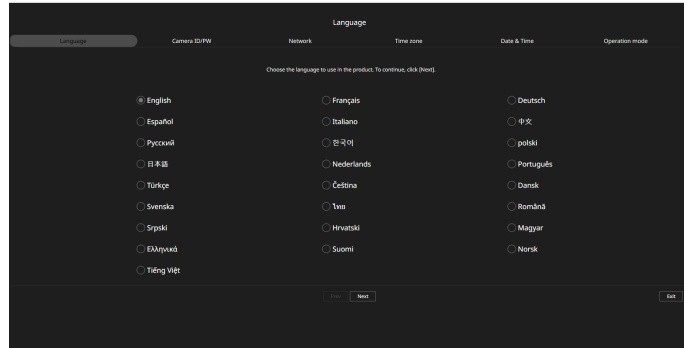 Language
Language Camera ID/PW Network Time zone Date & Time Operation mode
Choose the language to use in the product. To continue, click [Next].
English Français Deutsch
Español Italiano 中文
Русский 한국어 polski
日本語 Nederlands Português
Türkçe Čeština Dansk
Svenska ไทย Română
Srpski Hrvatski Magyar
Ελληνικά Suomi Norsk
Tiếng Việt
Prev Next Exit